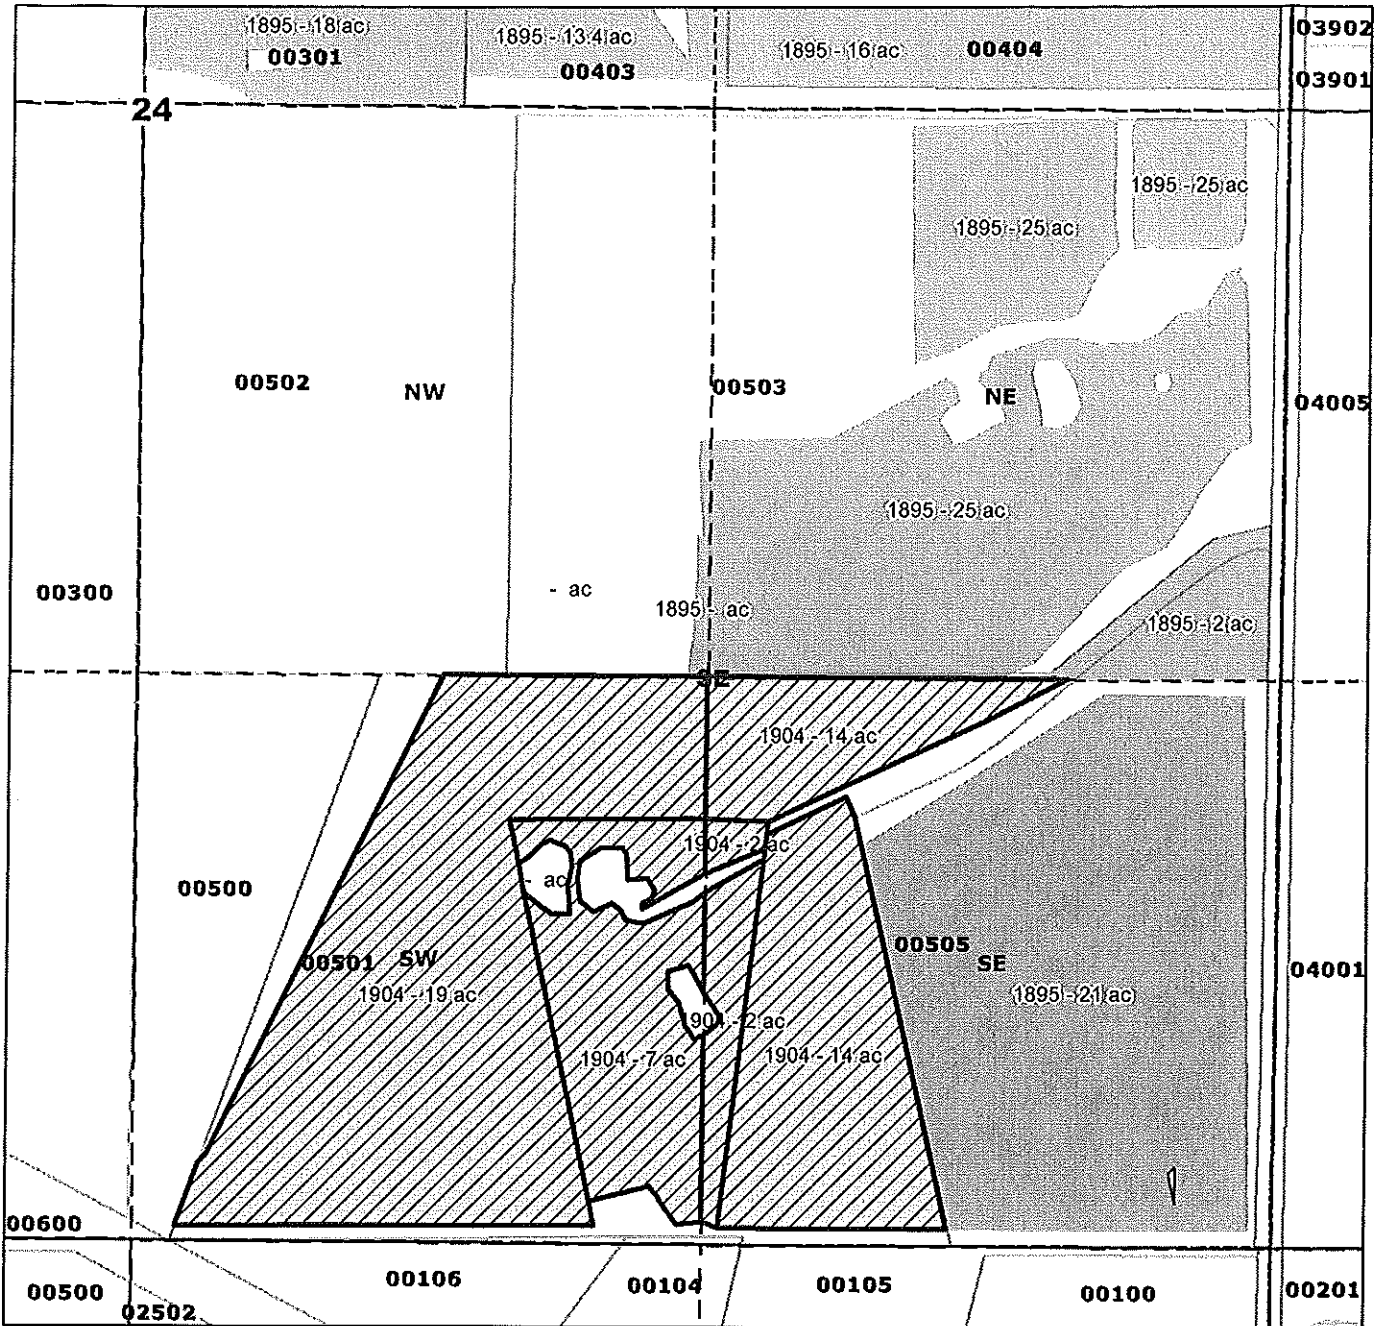 1895 - 18 ac
00301
1895 - 13.4 ac
00403
1895 - 16 ac
00404
03902
03901
24
1895 - 25 ac
1895 - 25 ac
00502
NW
00503
NE
04005
1895 - 25 ac
00300
- ac
1895 - ac
1895 - 2 ac
SE
1904 - 14 ac
1904 - 2 ac
- ac
00500
00501
SW
1904 - 19 ac
00505
SE
04001
1895 - 21 ac
1904 - 2 ac
1904 - 7 ac
1904 - 14 ac
00600
00106
00104
00105
00100
00201
00500
02502